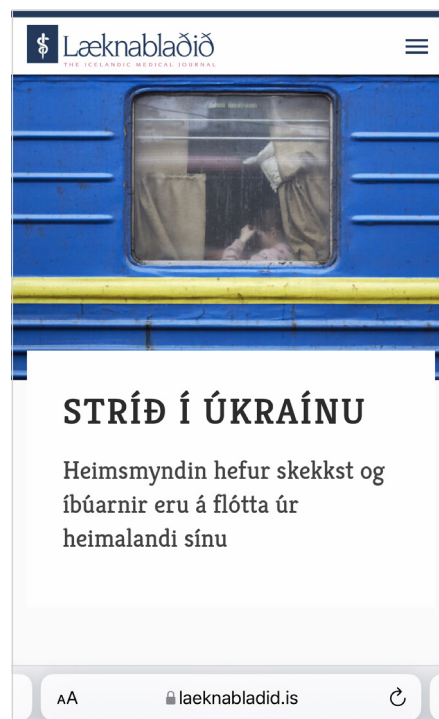 Læknablaðið
THE ICELANDIC MEDICAL JOURNAL
STRÍÐ Í ÚKRAÍNU
Heimsmyndin hefur skekkst og
íbúarnir eru á flótta úr
heimalandi sínu
AA
laeknabladid.is